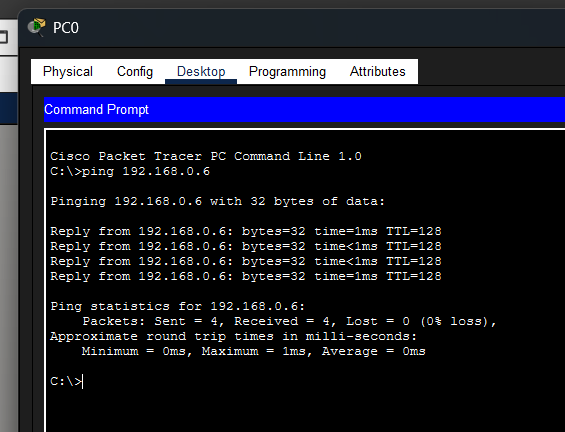 PC0
Physical Config Desktop Programming Attributes
Command Prompt
Cisco Packet Tracer PC Command Line 1.0
C:\>ping 192.168.0.6
Pinging 192.168.0.6 with 32 bytes of data:
Reply from 192.168.0.6: bytes=32 time=1ms TTL=128
Reply from 192.168.0.6: bytes=32 time<1ms TTL=128
Reply from 192.168.0.6: bytes=32 time<1ms TTL=128
Reply from 192.168.0.6: bytes=32 time=1ms TTL=128
Ping statistics for 192.168.0.6:
Packets: Sent = 4, Received = 4, Lost = 0 (0% loss),
Approximate round trip times in milli-seconds:
Minimum = 0ms, Maximum = 1ms, Average = 0ms
C:\>